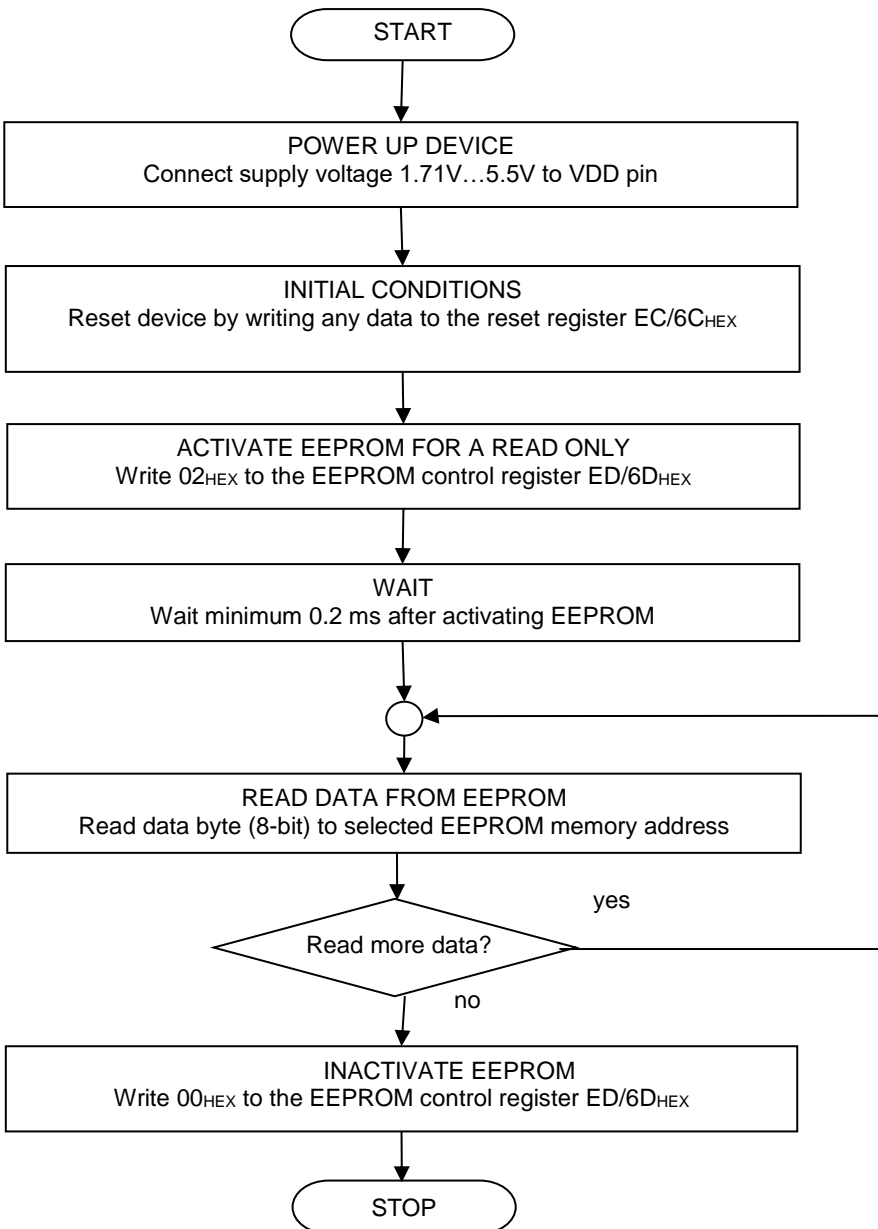 START
POWER UP DEVICE
Connect supply voltage 1.71V…5.5V to VDD pin
INITIAL CONDITIONS
Reset device by writing any data to the reset register EC/6CHEX
ACTIVATE EEPROM FOR A READ ONLY
Write 02HEX to the EEPROM control register ED/6DHEX
WAIT
Wait minimum 0.2 ms after activating EEPROM
READ DATA FROM EEPROM
Read data byte (8-bit) to selected EEPROM memory address
yes
Read more data?
no
INACTIVATE EEPROM
Write 00HEX to the EEPROM control register ED/6DHEX
STOP